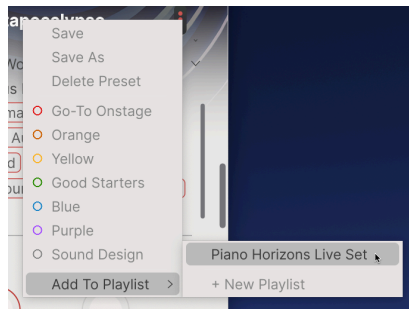 Save
Save As
Delete Preset
Go-To Onstage
Orange
Yellow
Good Starters
Blue
Purple
Sound Design
Add To Playlist
Piano Horizons Live Set
+ New Playlist